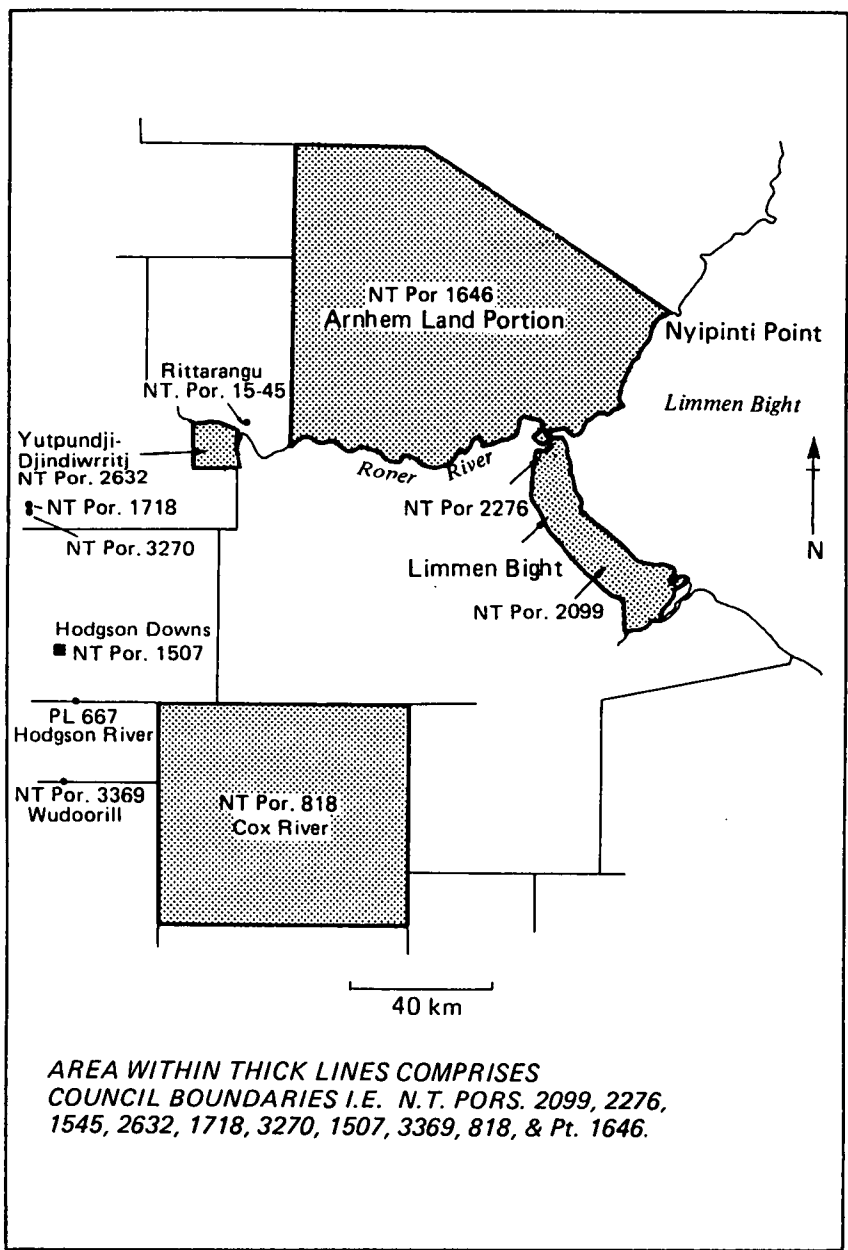 NT Por 1646
Arnhem Land Portion
Nyipinti Point
Limmen Bight
Rittarangu
NT. Por. 15-45
Yutpundji-
Djindiwrritj
NT Por. 2632
Roner River
NT Por. 1718
NT Por. 3270
NT Por 2276
Limmen Bight
NT Por. 2099
N
Hodgson Downs
NT Por. 1507
PL 667
Hodgson River
NT Por. 3369
Wudoorill
NT Por. 818
Cox River
40 km
AREA WITHIN THICK LINES COMPRISES
COUNCIL BOUNDARIES I.E. N.T. PORS. 2099, 2276,
1545, 2632, 1718, 3270, 1507, 3369, 818, & Pt. 1646.